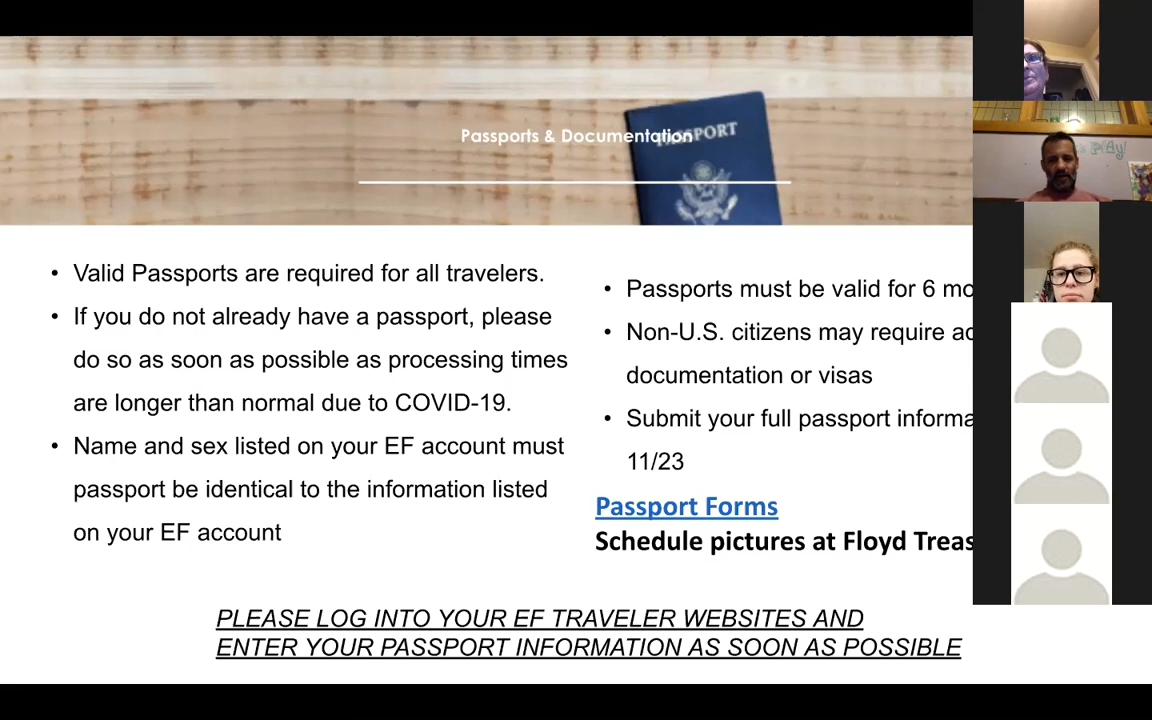 Passports & Documentation
PASSPORT
• Valid Passports are required for all travelers.
• If you do not already have a passport, please
do so as soon as possible as processing times
are longer than normal due to COVID-19.
• Name and sex listed on your EF account must
passport be identical to the information listed
on your EF account
• Passports must be valid for 6 mo
• Non-U.S. citizens may require ad
documentation or visas
• Submit your full passport informa
11/23
Passport Forms
Schedule pictures at Floyd Treas
PLEASE LOG INTO YOUR EF TRAVELER WEBSITES AND
ENTER YOUR PASSPORT INFORMATION AS SOON AS POSSIBLE
PlAy!